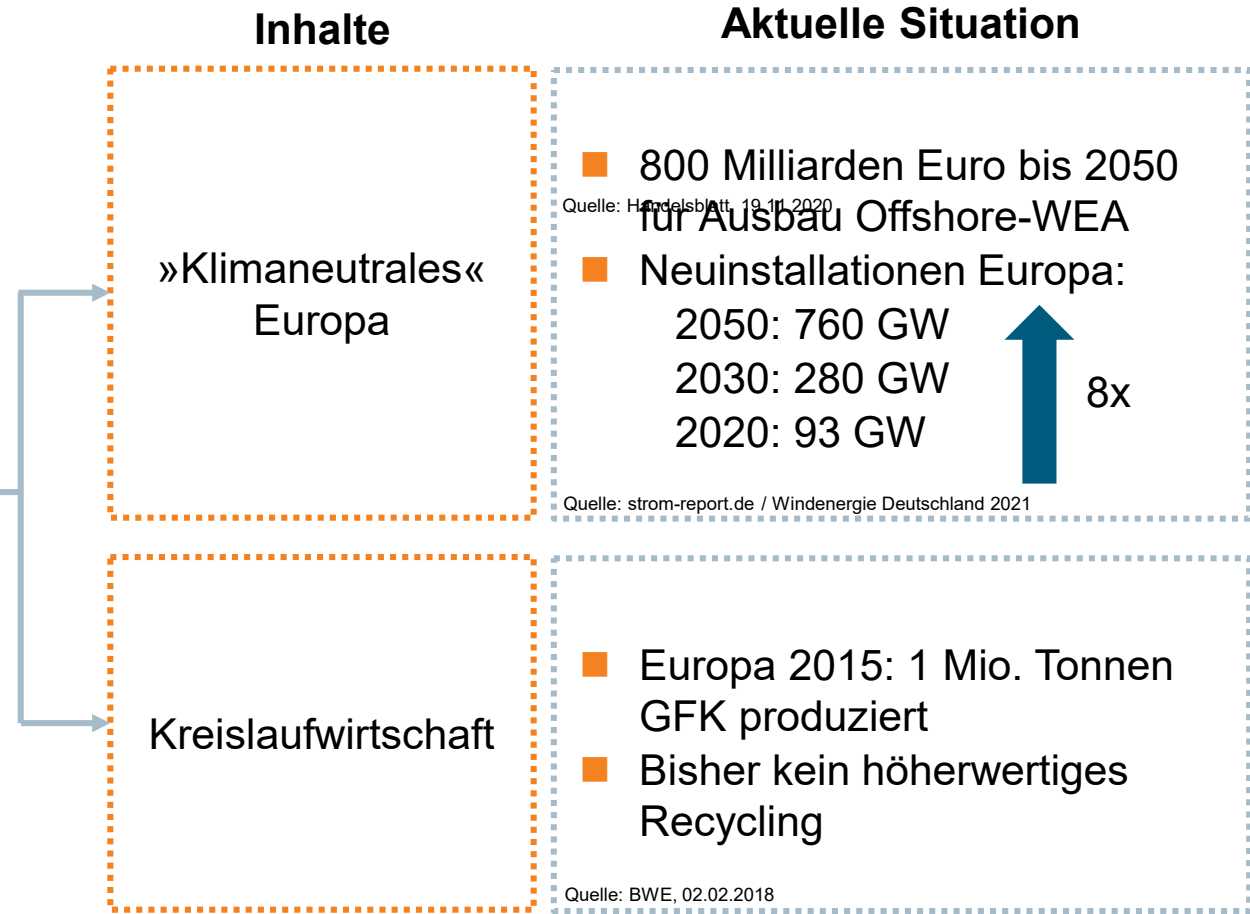 Inhalte
Aktuelle Situation
»Klimaneutrales«
Europa
800 Milliarden Euro bis 2050
für Ausbau Offshore-WEA
Quelle: Handelsblatt, 19.11.2020
Neuinstallationen Europa:
2050: 760 GW
2030: 280 GW
2020: 93 GW
8x
Quelle: strom-report.de / Windenergie Deutschland 2021
Kreislaufwirtschaft
Europa 2015: 1 Mio. Tonnen
GFK produziert
Bisher kein höherwertiges
Recycling
Quelle: BWE, 02.02.2018